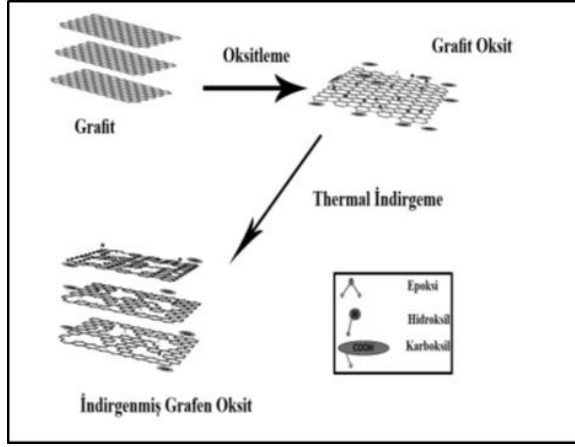 Oksitleme
Grafit Oksit
Grafit
Thermal İndirgeme
Epoksi
Hidroksil
COOH
Karboksil
İndirgenmiş Grafen Oksit